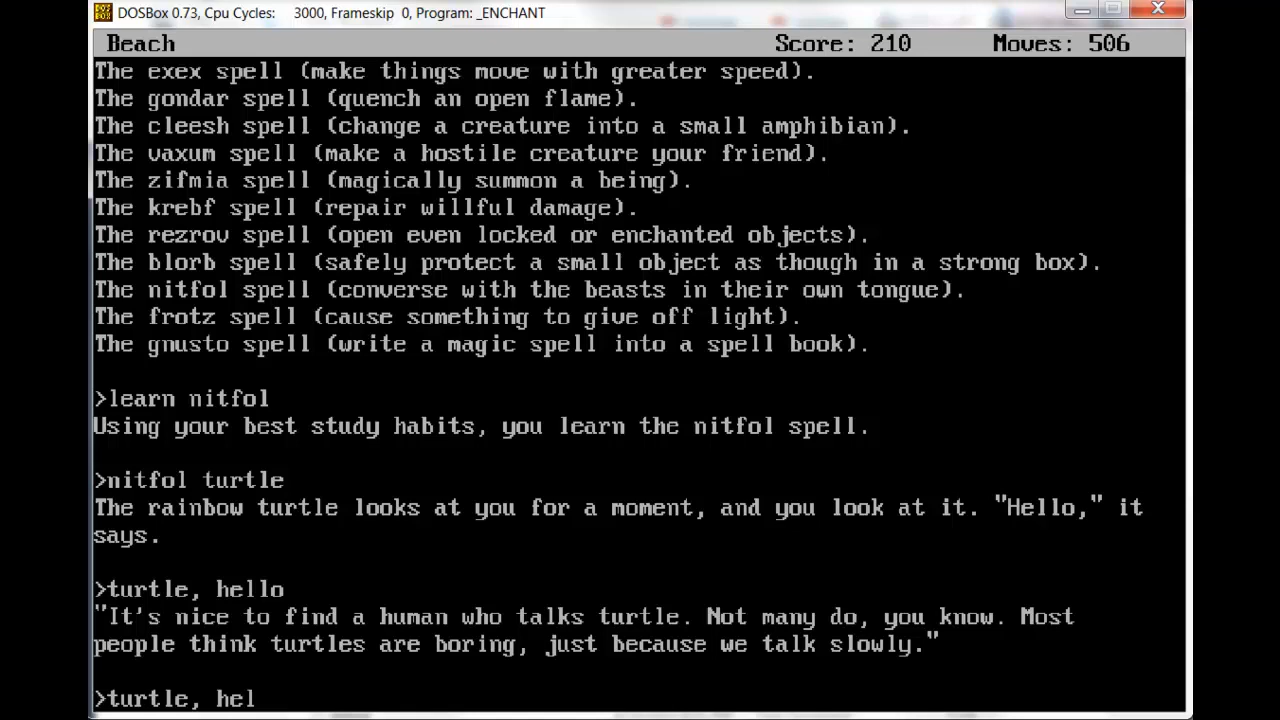 DOSBox 0.73, Cpu Cycles: 3000, Frameskip 0, Program: _ENCHANT
Beach Score: 210 Moves: 506
The exex spell (make things move with greater speed).
The gondar spell (quench an open flame).
The cleesh spell (change a creature into a small amphibian).
The vaxum spell (make a hostile creature your friend).
The zifmia spell (magically summon a being).
The krebf spell (repair willful damage).
The rezrov spell (open even locked or enchanted objects).
The blorb spell (safely protect a small object as though in a strong box).
The nitfol spell (converse with the beasts in their own tongue).
The frotz spell (cause something to give off light).
The gnusto spell (write a magic spell into a spell book).
>learn nitfol
Using your best study habits, you learn the nitfol spell.
>nitfol turtle
The rainbow turtle looks at you for a moment, and you look at it. "Hello," it
says.
>turtle, hello
"It's nice to find a human who talks turtle. Not many do, you know. Most
people think turtles are boring, just because we talk slowly."
>turtle, hel